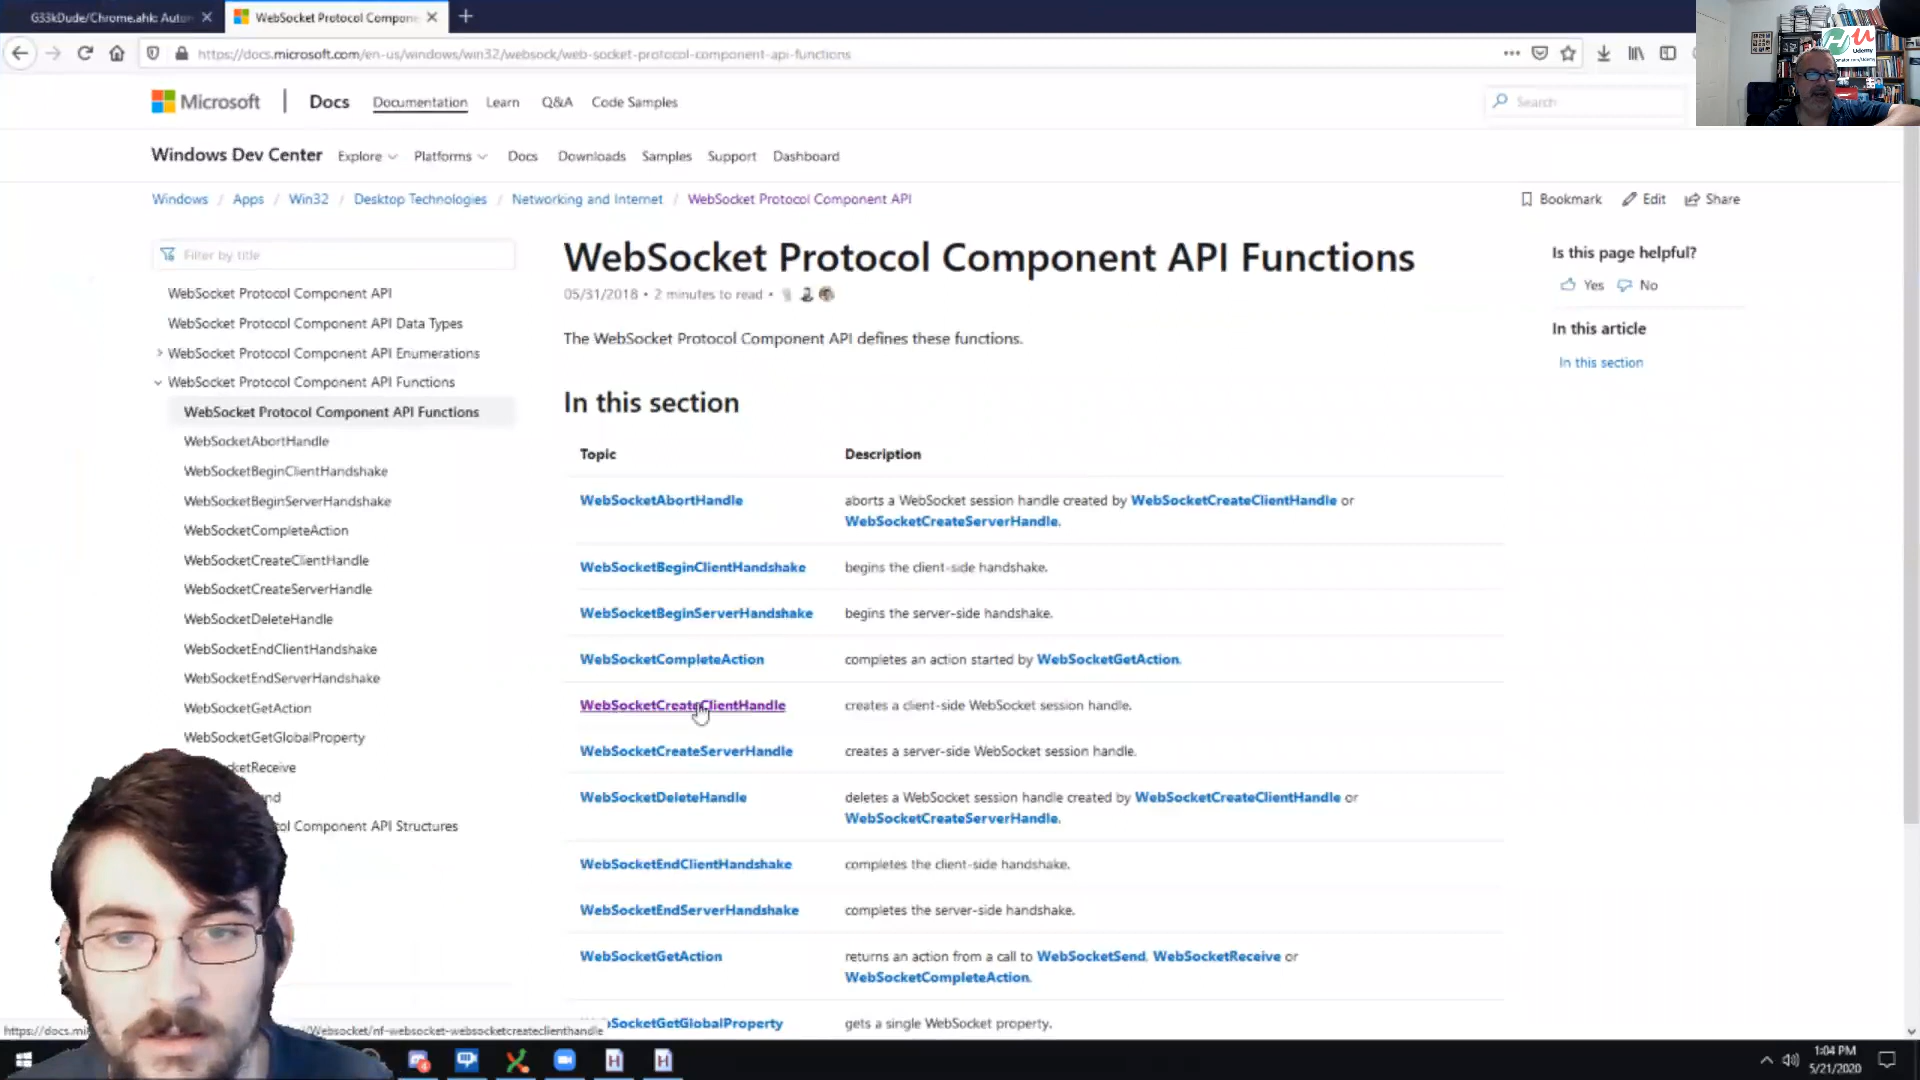 G33kDude/Chrome.ahk: Auto
WebSocket Protocol Compone
https://docs.microsoft.com/en-us/windows/win32/websock/web-socket-protocol-component-api-functions
Microsoft
Docs
Documentation
Learn
Q&A
Code Samples
Search
Windows Dev Center
Explore
Platforms
Docs
Downloads
Samples
Support
Dashboard
Windows / Apps / Win32 / Desktop Technologies / Networking and Internet / WebSocket Protocol Component API
Bookmark
Edit
Share
Filter by title
WebSocket Protocol Component API
WebSocket Protocol Component API Data Types
WebSocket Protocol Component API Enumerations
WebSocket Protocol Component API Functions
WebSocket Protocol Component API Functions
WebSocketAbortHandle
WebSocketBeginClientHandshake
WebSocketBeginServerHandshake
WebSocketCompleteAction
WebSocketCreateClientHandle
WebSocketCreateServerHandle
WebSocketDeleteHandle
WebSocketEndClientHandshake
WebSocketEndServerHandshake
WebSocketGetAction
WebSocketGetGlobalProperty
ketReceive
nd
ol Component API Structures
WebSocket Protocol Component API Functions
05/31/2018 • 2 minutes to read •
The WebSocket Protocol Component API defines these functions.
In this section
Topic
Description
WebSocketAbortHandle
aborts a WebSocket session handle created by WebSocketCreateClientHandle or
WebSocketCreateServerHandle.
WebSocketBeginClientHandshake
begins the client-side handshake.
WebSocketBeginServerHandshake
begins the server-side handshake.
WebSocketCompleteAction
completes an action started by WebSocketGetAction.
WebSocketCreateClientHandle
creates a client-side WebSocket session handle.
WebSocketCreateServerHandle
creates a server-side WebSocket session handle.
WebSocketDeleteHandle
deletes a WebSocket session handle created by WebSocketCreateClientHandle or
WebSocketCreateServerHandle.
WebSocketEndClientHandshake
completes the client-side handshake.
WebSocketEndServerHandshake
completes the server-side handshake.
WebSocketGetAction
returns an action from a call to WebSocketSend, WebSocketReceive or
WebSocketCompleteAction.
SocketGetGlobalProperty
gets a single WebSocket property.
Is this page helpful?
Yes
No
In this article
In this section
Udemy
https://docs.mi
/Websocket/nf-websocket-websocketcreateclienthandle
1:04 PM
5/21/2020